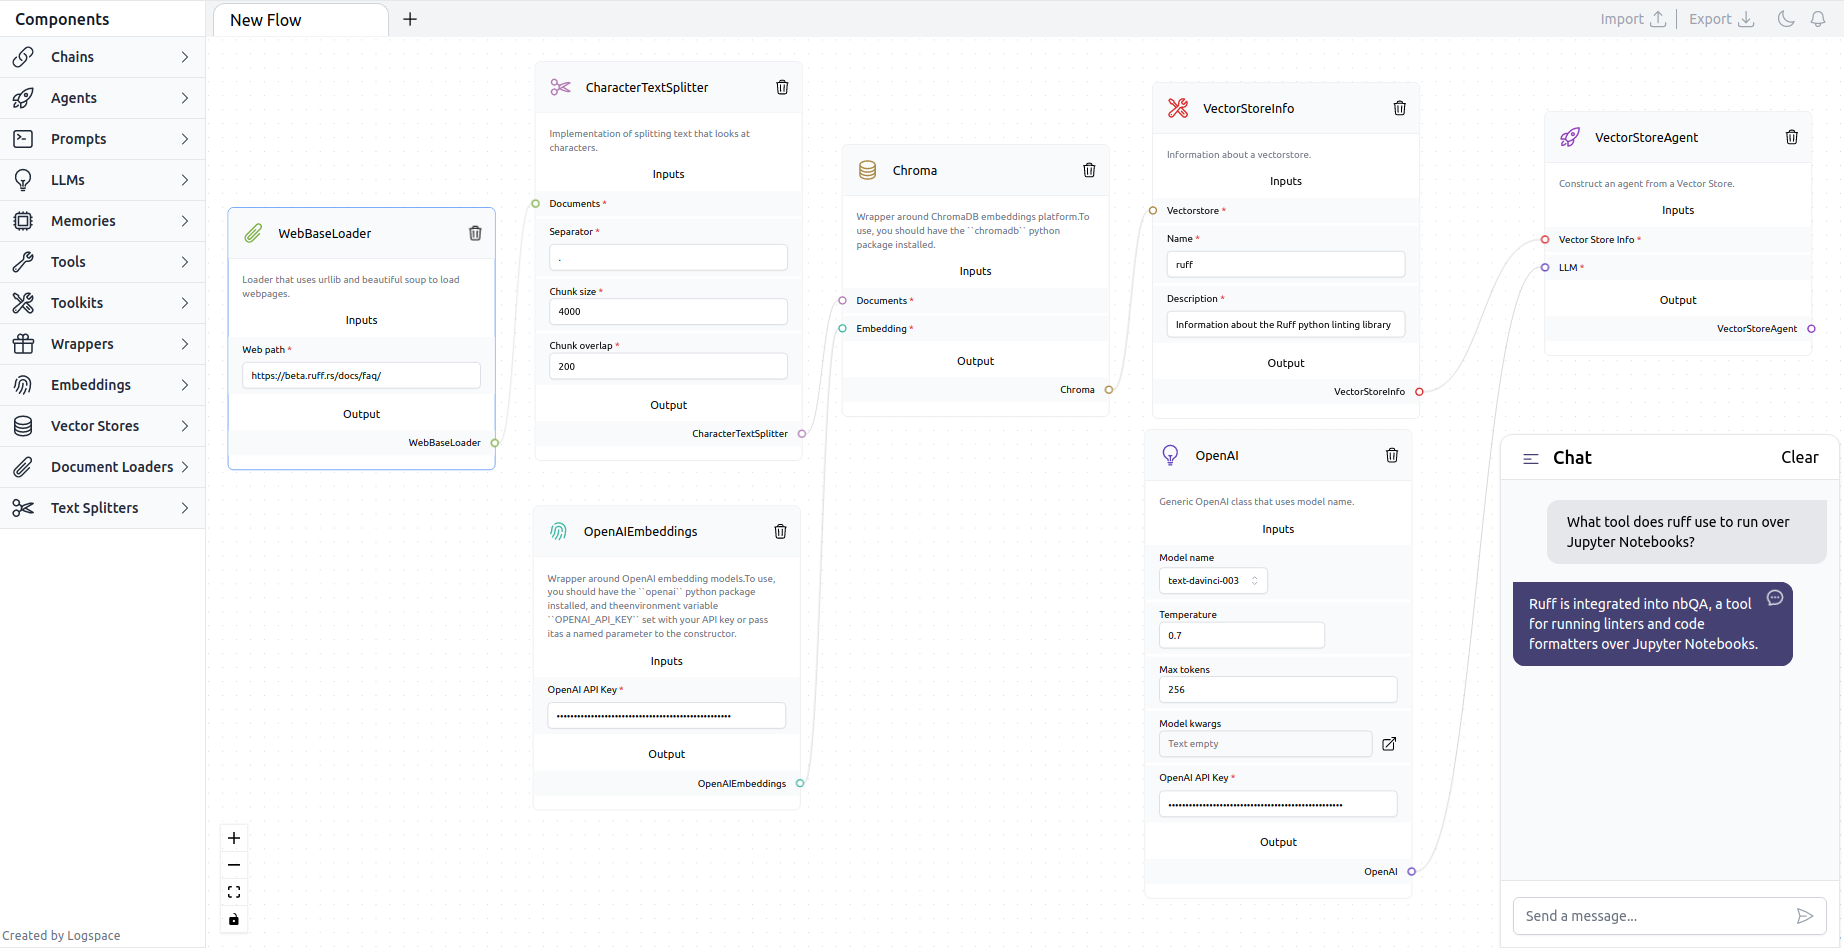 Components
Chains
Agents
Prompts
LLMs
Memories
Tools
Toolkits
Wrappers
Embeddings
Vector Stores
Document Loaders
Text Splitters
Created by Logspace
New Flow
Import
Export
WebBaseLoader
Loader that uses urllib and beautiful soup to load
webpages.
Inputs
Web path *
https://beta.ruff.rs/docs/faq/
Output
WebBaseLoader
CharacterTextSplitter
Implementation of splitting text that looks at
characters.
Inputs
Documents *
Separator *
.
Chunk size *
4000
Chunk overlap *
200
Output
CharacterTextSplitter
OpenAIEmbeddings
Wrapper around OpenAI embedding models.To use,
you should have the ``openai`` python package
installed, and theenvironment variable
``OPENAI_API_KEY`` set with your API key or pass
itas a named parameter to the constructor.
Inputs
OpenAI API Key *
Output
OpenAIEmbeddings
Chroma
Wrapper around ChromaDB embeddings platform.To
use, you should have the ``chromadb`` python
package installed.
Inputs
Documents *
Embedding *
Output
Chroma
VectorStoreInfo
Information about a vectorstore.
Inputs
Vectorstore *
Name *
ruff
Description *
Information about the Ruff python linting library
Output
VectorStoreInfo
OpenAI
Generic OpenAI class that uses model name.
Inputs
Model name
text-davinci-003
Temperature
0.7
Max tokens
256
Model kwargs
Text empty
OpenAI API Key *
Output
OpenAI
VectorStoreAgent
Construct an agent from a Vector Store.
Inputs
Vector Store Info *
LLM *
Output
VectorStoreAgent
Chat
Clear
What tool does ruff use to run over
Jupyter Notebooks?
Ruff is integrated into nbQA, a tool
for running linters and code
formatters over Jupyter Notebooks.
Send a message...